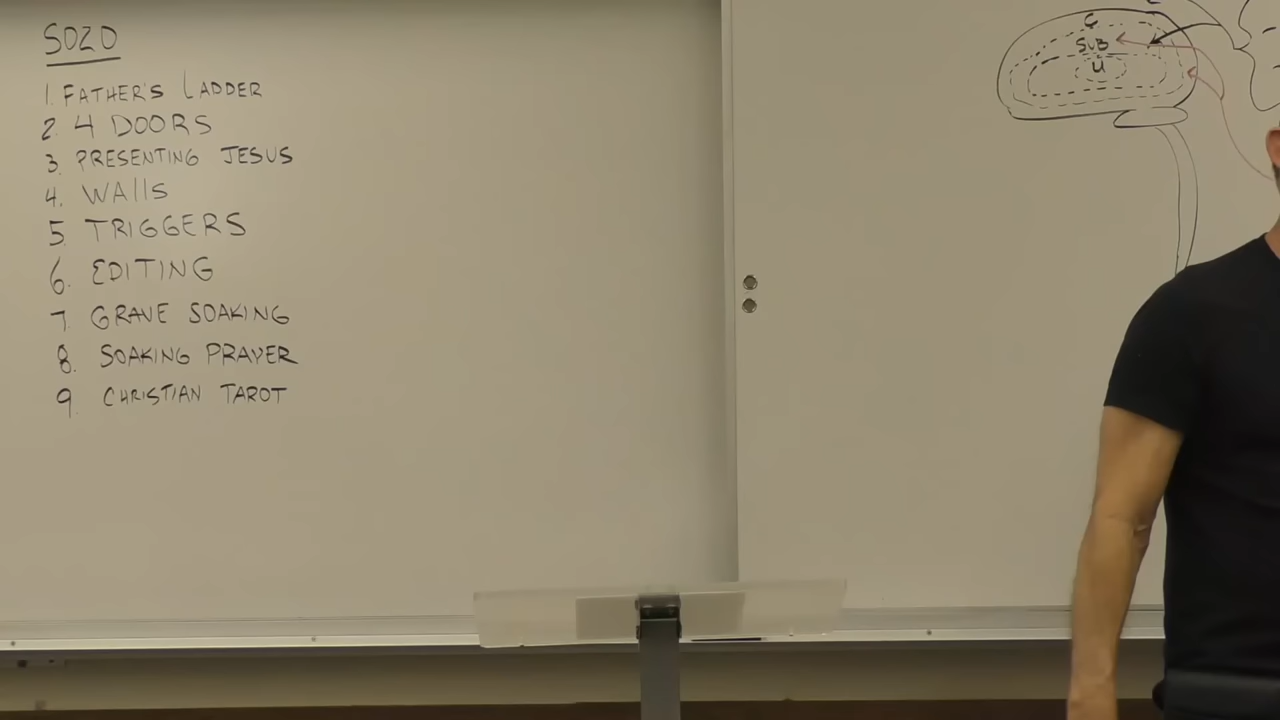 SOZO
1. FATHER'S LADDER
2. 4 DOORS
3. PRESENTING JESUS
4. WALLS
5. TRIGGERS
6. EDITING
7. GRAVE SOAKING
8. SOAKING PRAYER
9. CHRISTIAN TAROT
C
SUB
U